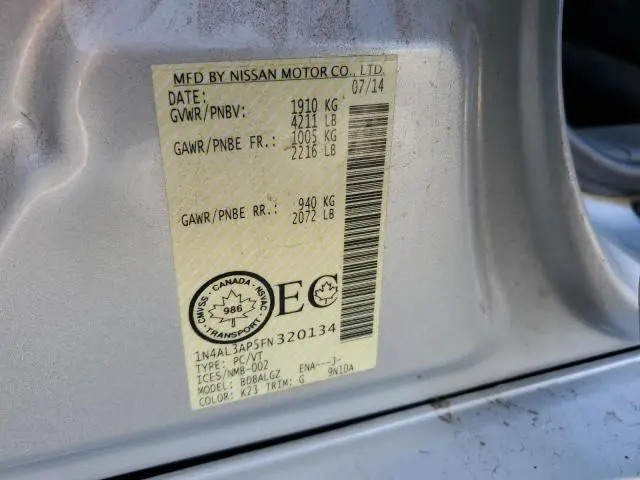 MFD BY NISSAN MOTOR CO., LTD.
DATE: 07/14
GVWR/PNBV: 1910 KG
4211 LB
GAWR/PNBE FR.: 1005 KG
2216 LB
GAWR/PNBE RR.: 940 KG
2072 LB
CMVSS · CANADA · NSVAC
986
EC
1N4AL3AP5FN320134
TYPE: PC/VT
ICES/NMB-002 ENA---J-
MODEL: BDBALGZ 9N1DA
COLOR: K23 TRIM: G